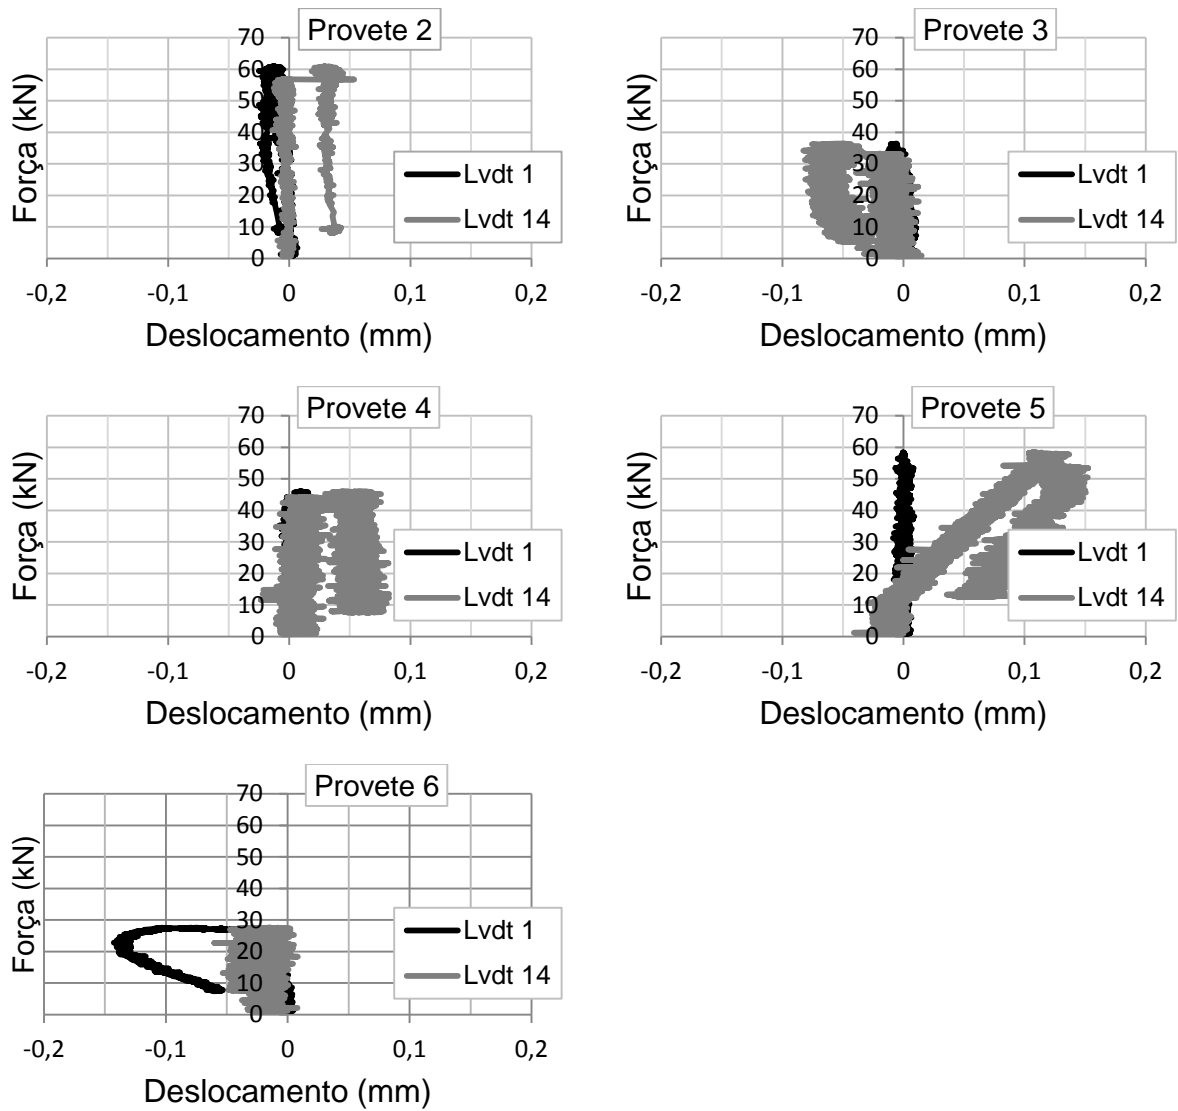 Provete 2
Força (kN)
70
60
50
40
30
20
10
0
-0,2
-0,1
0
0,1
0,2
Deslocamento (mm)
Lvdt 1
Lvdt 14
Provete 3
Força (kN)
70
60
50
40
30
20
10
0
-0,2
-0,1
0
0,1
0,2
Deslocamento (mm)
Lvdt 1
Lvdt 14
Provete 4
Força (kN)
70
60
50
40
30
20
10
0
-0,2
-0,1
0
0,1
0,2
Deslocamento (mm)
Lvdt 1
Lvdt 14
Provete 5
Força (kN)
70
60
50
40
30
20
10
0
-0,2
-0,1
0
0,1
0,2
Deslocamento (mm)
Lvdt 1
Lvdt 14
Provete 6
Força (kN)
70
60
50
40
30
20
10
0
-0,2
-0,1
0
0,1
0,2
Deslocamento (mm)
Lvdt 1
Lvdt 14